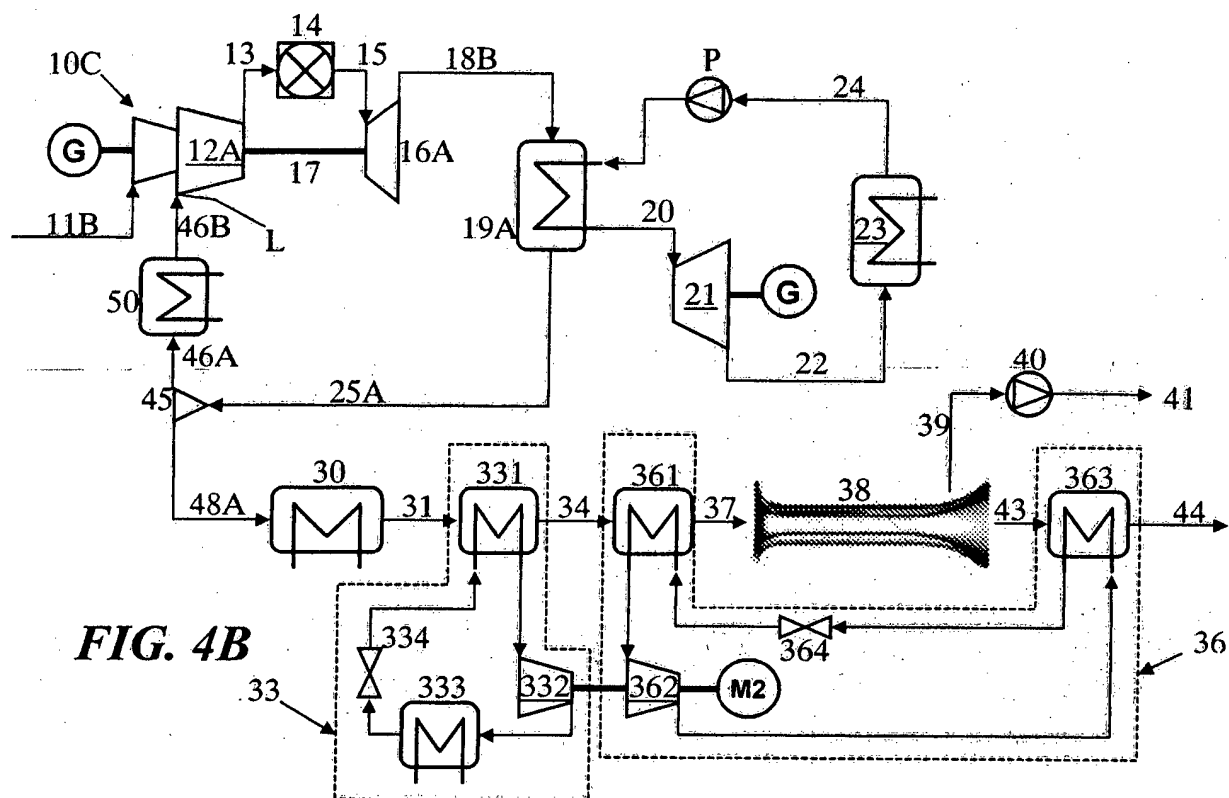 14
13 15 18B P 24
10C
G 12A 16A
17
11B 46B L 19A 20 23
50 21 G
46A 22 40
45 25A 41
39
30 331 361 38 363
48A 31 34 37 43 44
334 364 36
FIG. 4B
33 333 332 362 M2